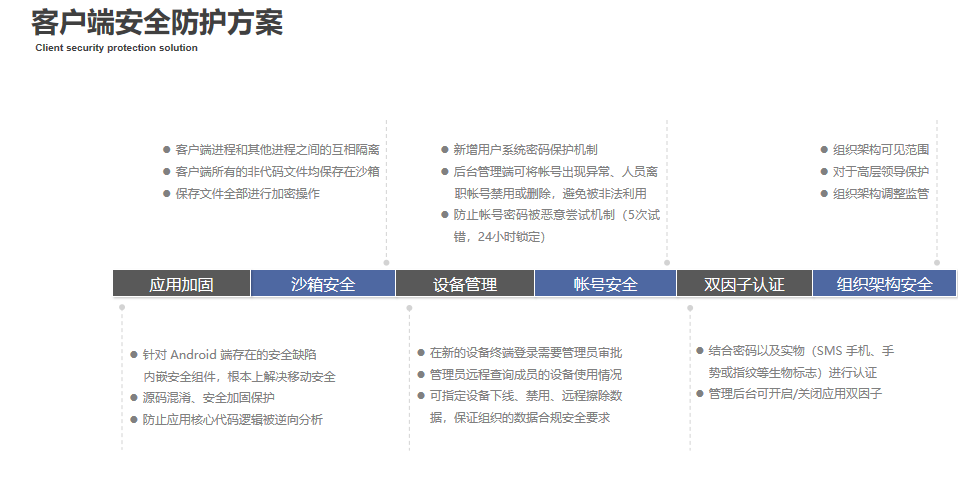 客户端安全防护方案
Client security protection solution
客户端进程和其他进程之间的互相隔离
客户端所有的非代码文件均保存在沙箱
保存文件全部进行加密操作
新增用户系统密码保护机制
后台管理端可将帐号出现异常、人员离
职帐号禁用或删除，避免被非法利用
防止帐号密码被恶意尝试机制（5次试
错，24小时锁定）
组织架构可见范围
对于高层领导保护
组织架构调整监管
应用加固 沙箱安全 设备管理 帐号安全 双因子认证 组织架构安全
针对 Android 端存在的安全缺陷
内嵌安全组件，根本上解决移动安全
源码混淆、安全加固保护
防止应用核心代码逻辑被逆向分析
在新的设备终端登录需要管理员审批
管理员远程查询成员的设备使用情况
可指定设备下线、禁用、远程擦除数
据，保证组织的数据合规安全要求
结合密码以及实物（SMS 手机、手
势或指纹等生物标志）进行认证
管理后台可开启/关闭应用双因子